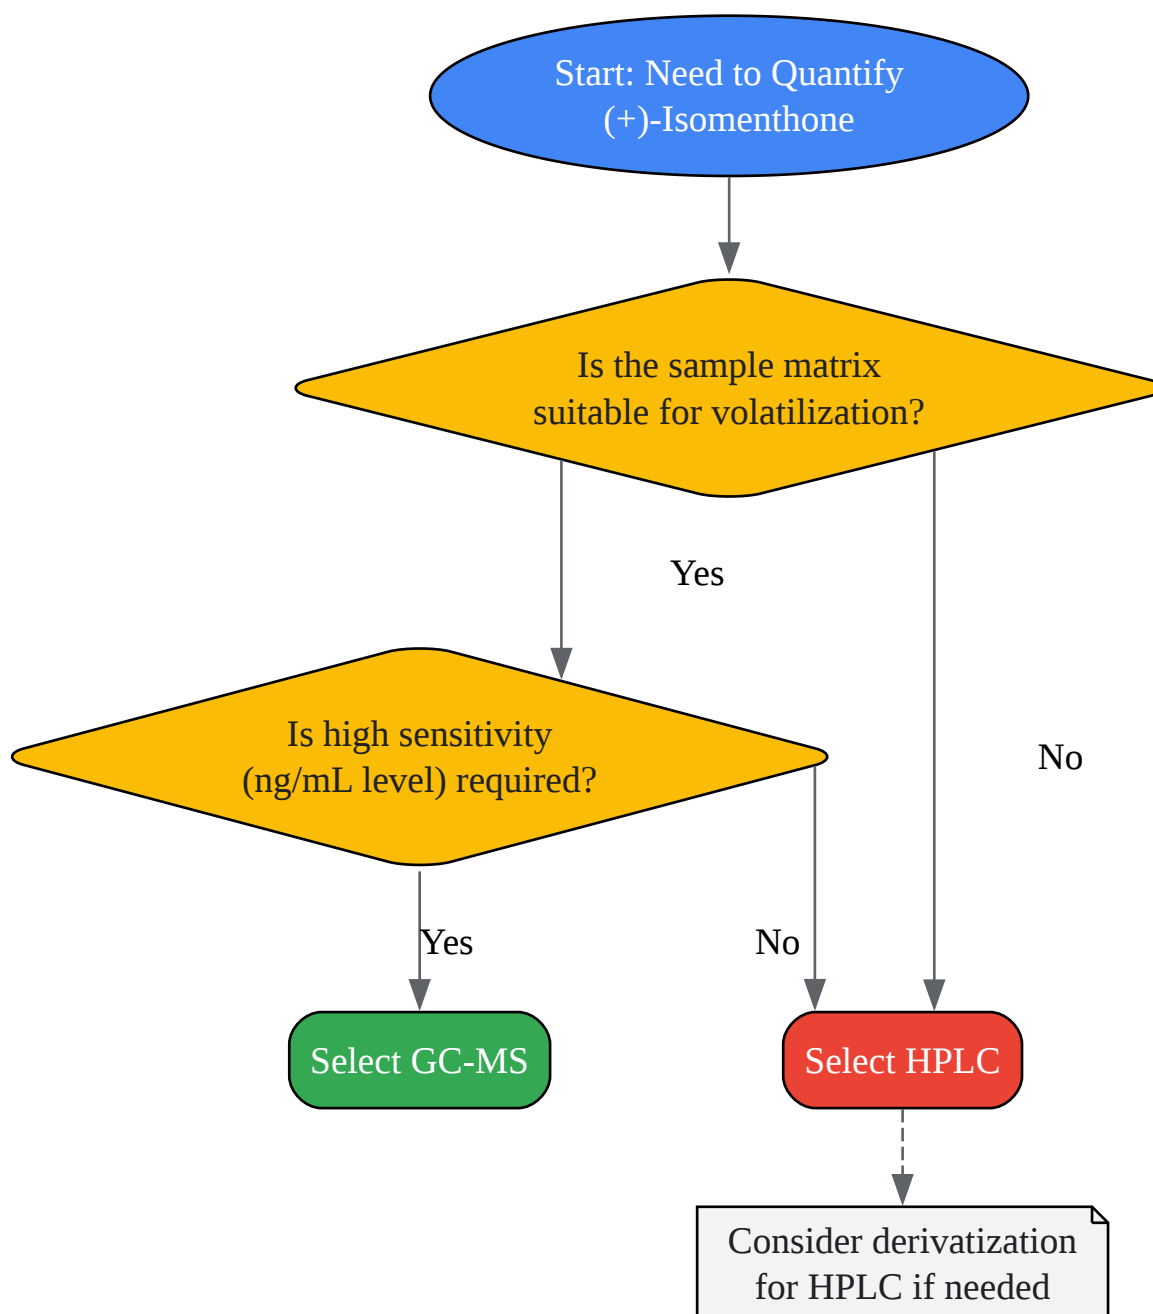 Start: Need to Quantify
(+)-Isomenthone
Is the sample matrix
suitable for volatilization?
Yes
Is high sensitivity
(ng/mL level) required?
No
Yes
No
Select GC-MS
Select HPLC
Consider derivatization
for HPLC if needed